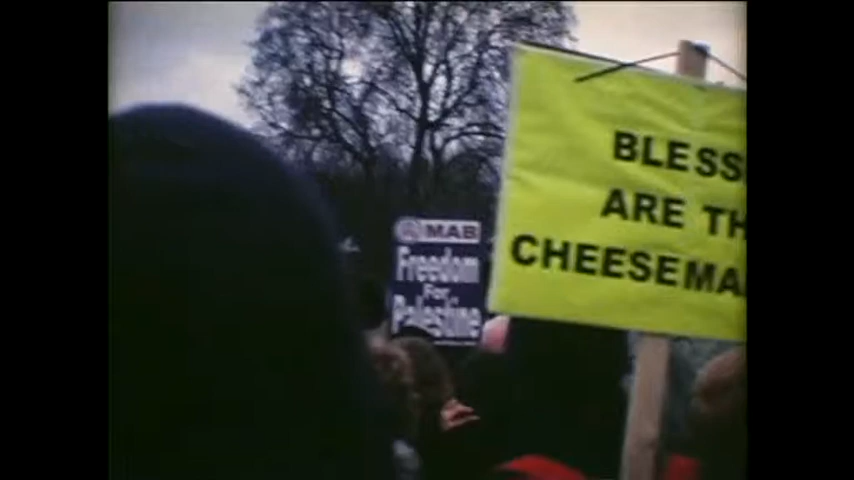 MAB
Freedom
For
Palestine
BLESS
ARE TH
CHEESEMA